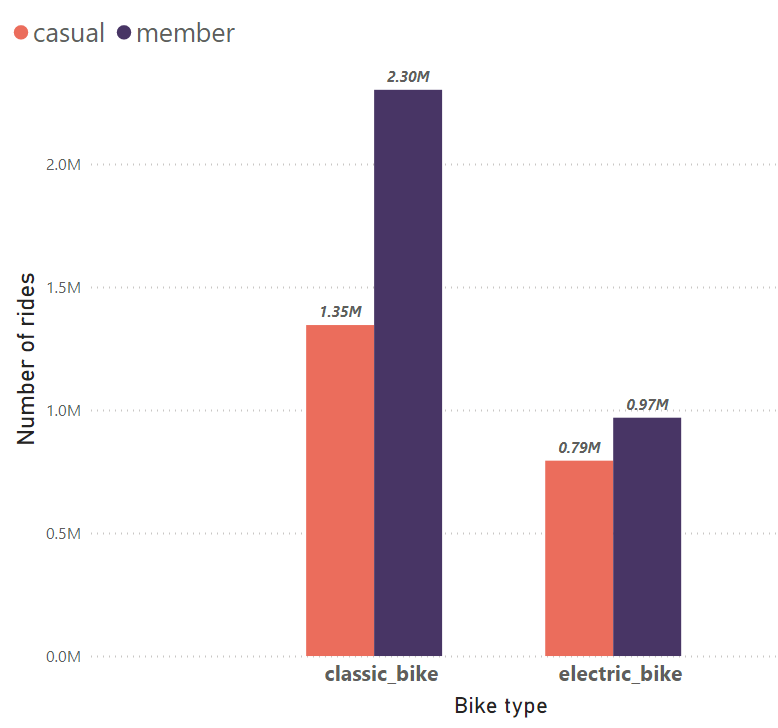 casual member
2.30M
2.0M
Number of rides
1.5M
1.35M
1.0M
0.97M
0.79M
0.5M
0.0M
classic_bike electric_bike
Bike type